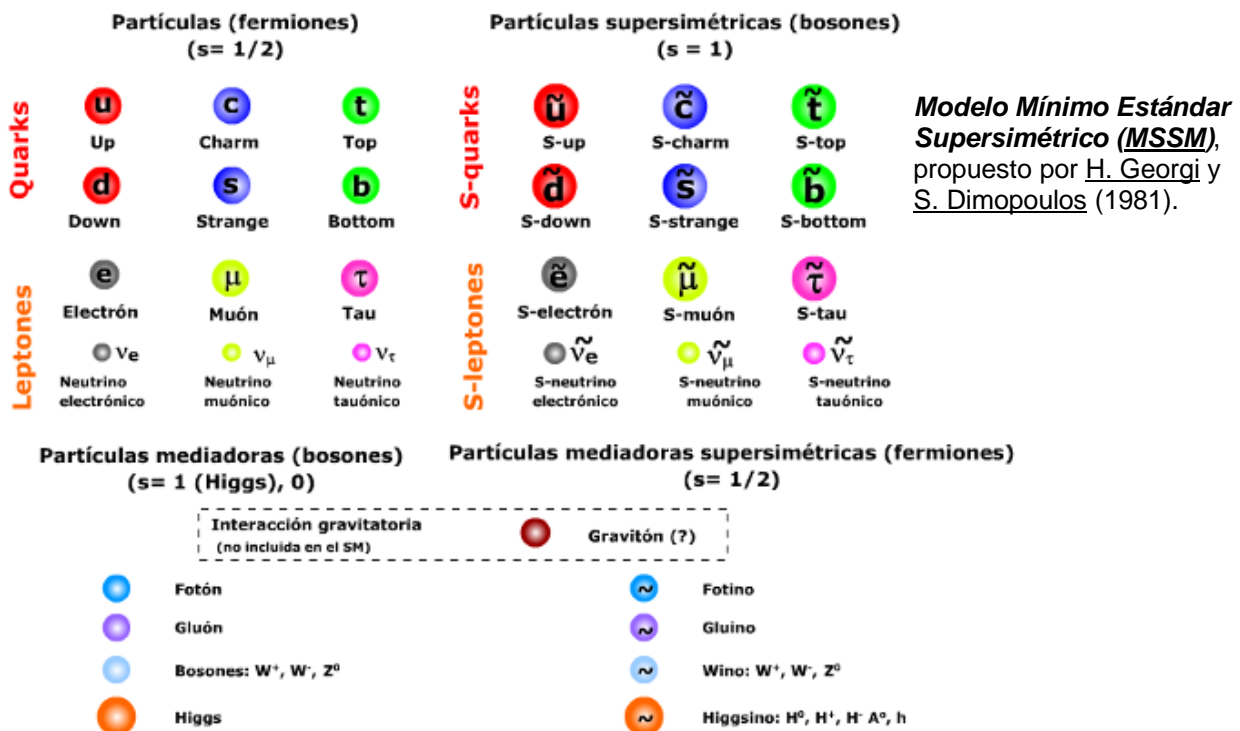 Partículas (fermiones)
(s= 1/2)
Partículas supersimétricas (bosones)
(s = 1)
Quarks
u
c
t
Up
Charm
Top
d
s
b
Down
Strange
Bottom
S-quarks
ũ
c̃
t̃
S-up
S-charm
S-top
d̃
s̃
b̃
S-down
S-strange
S-bottom
Modelo Mínimo Estándar
Supersimétrico (MSSM),
propuesto por H. Georgi y
S. Dimopoulos (1981).
Leptones
e
μ
τ
Electrón
Muón
Tau
νe
νμ
ντ
Neutrino
electrónico
Neutrino
muónico
Neutrino
tauónico
S-leptones
ẽ
μ̃
τ̃
S-electrón
S-muón
S-tau
ν̃e
ν̃μ
ν̃τ
S-neutrino
electrónico
S-neutrino
muónico
S-neutrino
tauónico
Partículas mediadoras (bosones)
(s= 1 (Higgs), 0)
Partículas mediadoras supersimétricas (fermiones)
(s= 1/2)
Interacción gravitatoria
(no incluida en el SM)
Gravitón (?)
Fotón
~ Fotino
Gluón
~ Gluino
Bosones: W⁺, W⁻, Z⁰
~ Wino: W⁺, W⁻, Z⁰
Higgs
~ Higgsino: H⁰, H⁺, H⁻ A⁰, h